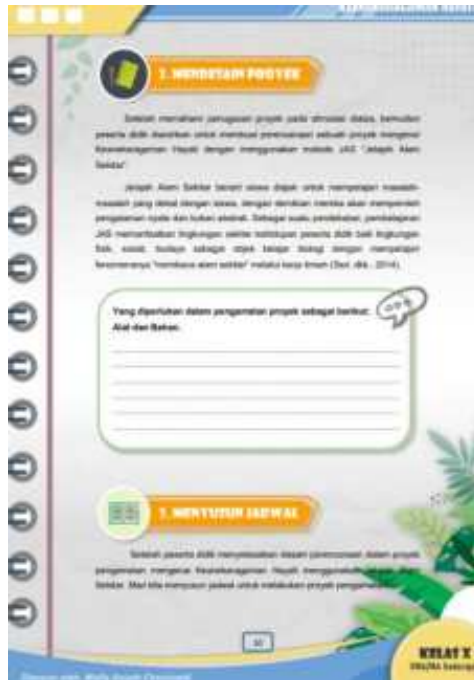 KEANEKARAGAMAN HAYATI
2. MENDESAIN PROYEK
Setelah memahami penugasan proyek pada stimulasi diatas, kemudian
peserta didik diarahkan untuk membuat perencanaan sebuah proyek mengenai
Keanekaragaman Hayati dengan menggunakan metode JAS "Jelajah Alam
Sekitar".
Jelajah Alam Sekitar berarti siswa diajak untuk mempelajari masalah-
masalah yang dekat dengan siswa, dengan demikian mereka akan memperoleh
pengalaman nyata dan bukan abstrak. Sebagai suatu pendekatan, pembelajaran
JAS memanfaatkan lingkungan sekitar kehidupan peserta didik baik lingkungan
fisik, sosial, budaya sebagai objek belajar biologi dengan mempelajari
fenomenanya "membaca alam sekitar" melalui kerja ilmiah
Yang diperlukan dalam pengamatan proyek sebagai berikut:
Alat dan Bahan.
3. MENYUSUN JADWAL
Setelah peserta didik menyelesaikan desain perencanaan dalam proyek
pengamatan mengenai Keanekaragaman Hayati menggunakan Jelajah Alam
Sekitar. Mari kita menyusun jadwal untuk melakukan proyek
KELAS X